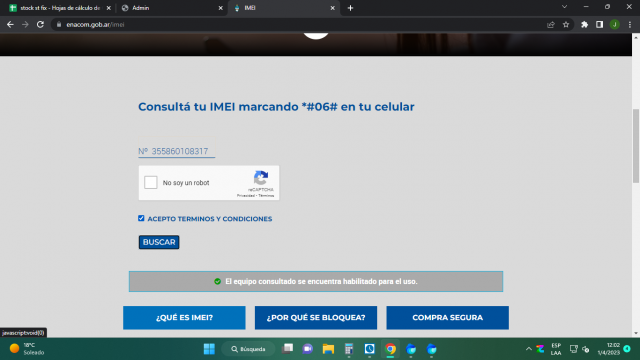 stock st fix - Hojas de cálculo de
Admin
IMEI
enacom.gob.ar/imei
J
Consultá tu IMEI marcando *#06# en tu celular
Nº 355860108317
No soy un robot
reCAPTCHA
Privacidad - Términos
ACEPTO TERMINOS Y CONDICIONES
BUSCAR
El equipo consultado se encuentra habilitado para el uso.
¿QUÉ ES IMEI?
¿POR QUÉ SE BLOQUEA?
COMPRA SEGURA
javascript:void(0)
18°C
Soleado
Búsqueda
ESP
LAA
12:02
1/4/2023